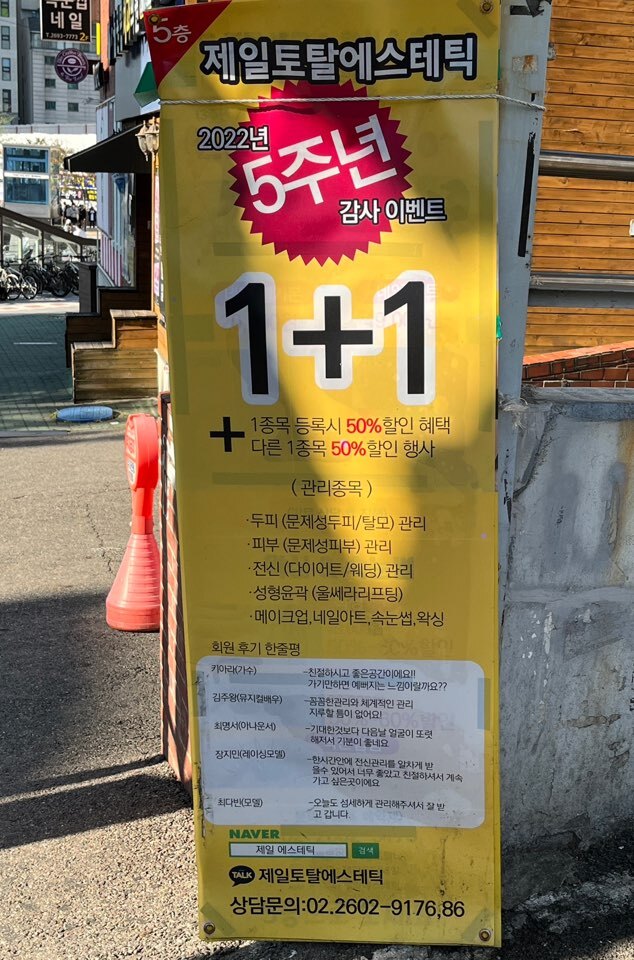 네일
T.2693-7773 2F
5층
제일토탈에스테틱
2022년
5주년
감사 이벤트
1+1
+ 1종목 등록시 50%할인 혜택
다른 1종목 50%할인 행사
( 관리종목 )
·두피 (문제성두피/탈모) 관리
·피부 (문제성피부) 관리
·전신 (다이어트/웨딩) 관리
·성형윤곽 (울쎄라리프팅)
·메이크업,네일아트,속눈썹,왁싱
회원 후기 한줄평
키아라(가수) -친절하시고 좋은공간이에요!!
가기만하면 예뻐지는 느낌이랄까요??
김주왕(뮤지컬배우) -꼼꼼한관리와 체계적인 관리
지루할 틈이 없어요!
최명서(아나운서) -기대한것보다 다음날 얼굴이 또렷
해져서 기분이 좋네요
장지민(레이싱모델) -한시간안에 전신관리를 알차게 받
을수 있어서 너무 좋았고 친절하셔서 계속
가고 싶은곳이에요
최다빈(모델) -오늘도 섬세하게 관리해주셔서 잘 받
고 갑니다.
NAVER
제일 에스테틱 검색
TALK 제일토탈에스테틱
상담문의:02.2602-9176,86